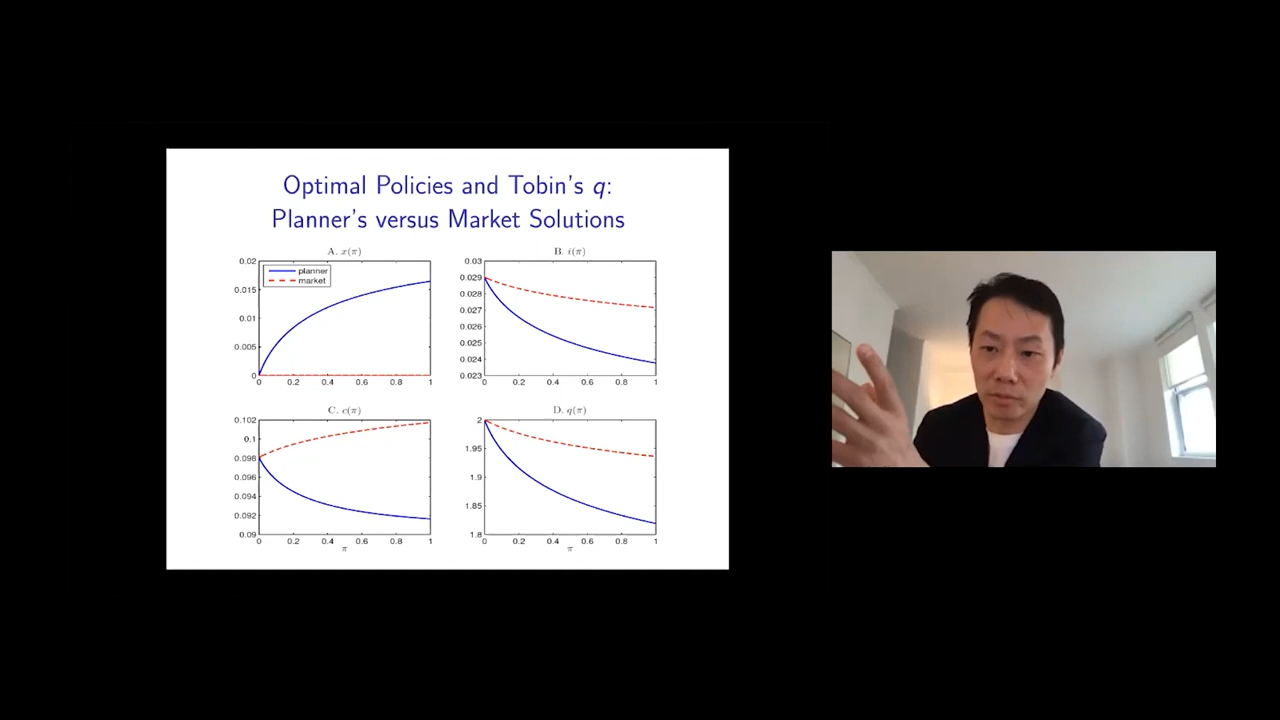 Optimal Policies and Tobin's q:
Planner's versus Market Solutions
A. x(π)
0.02
0.015
0.01
0.005
0
planner
market
0 0.2 0.4 0.6 0.8 1
B. i(π)
0.03
0.029
0.028
0.027
0.026
0.025
0.024
0.023
0 0.2 0.4 0.6 0.8 1
C. c(π)
0.102
0.1
0.098
0.096
0.094
0.092
0.09
0 0.2 0.4 0.6 0.8 1
π
D. q(π)
2
1.95
1.9
1.85
1.8
0 0.2 0.4 0.6 0.8 1
π